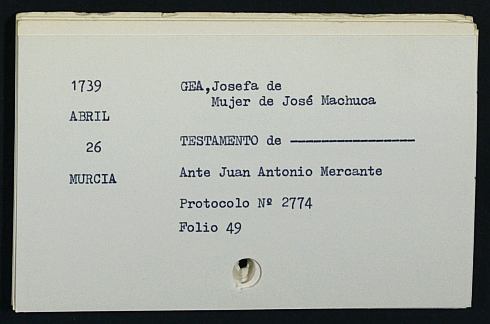 1739
ABRIL
26
MURCIA
GEA,Josefa de
Mujer de José Machuca
TESTAMENTO de ----------------
Ante Juan Antonio Mercante
Protocolo Nº 2774
Folio 49